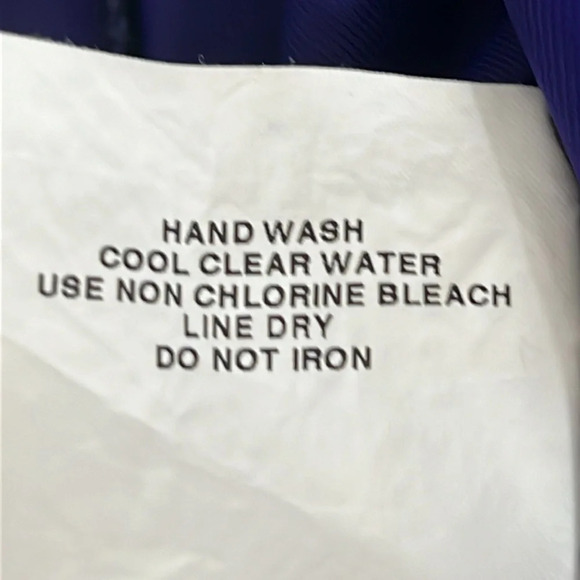 HAND WASH
COOL CLEAR WATER
USE NON CHLORINE BLEACH
LINE DRY
DO NOT IRON